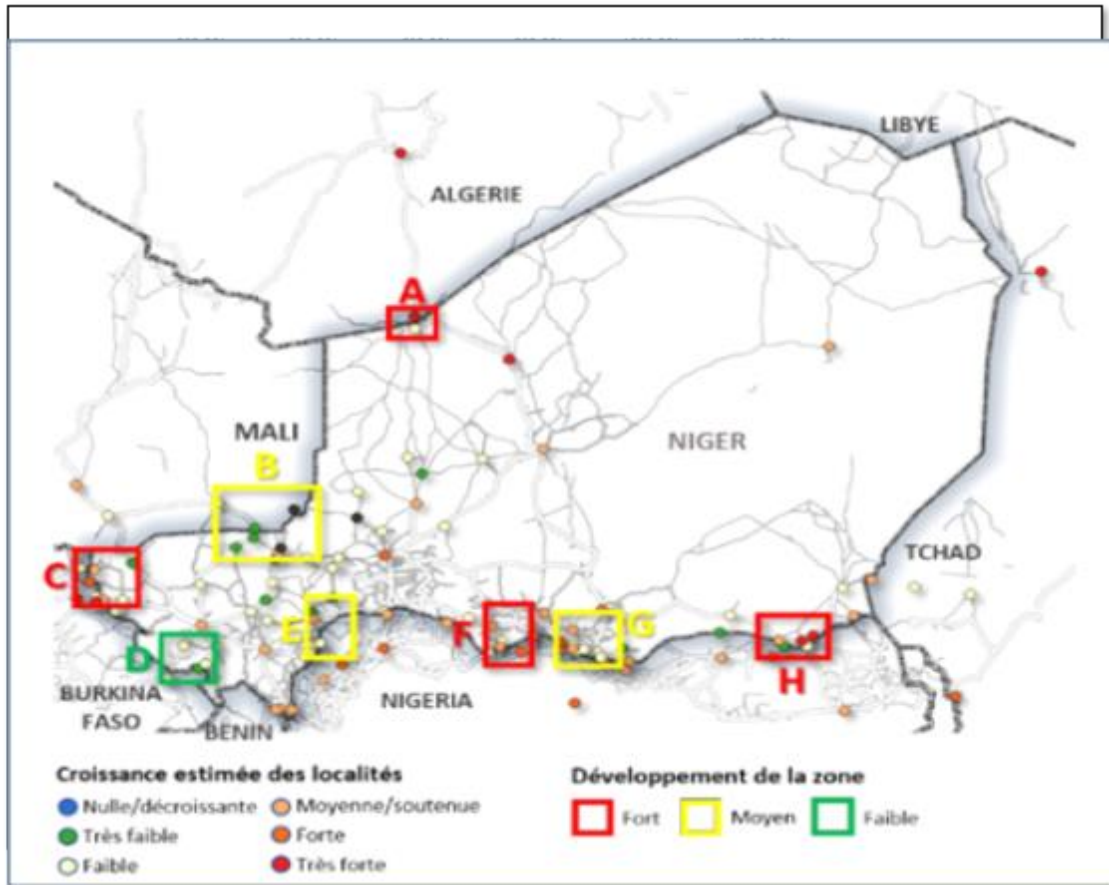 LIBYE
ALGERIE
A
MALI
B
NIGER
TCHAD
C
E
F
G
D
H
BURKINA
FASO
NIGERIA
BENIN
Croissance estimée des localités
Nulle/décroissante
Très faible
Faible
Moyenne/soutenue
Forte
Très forte
Développement de la zone
Fort
Moyen
Faible